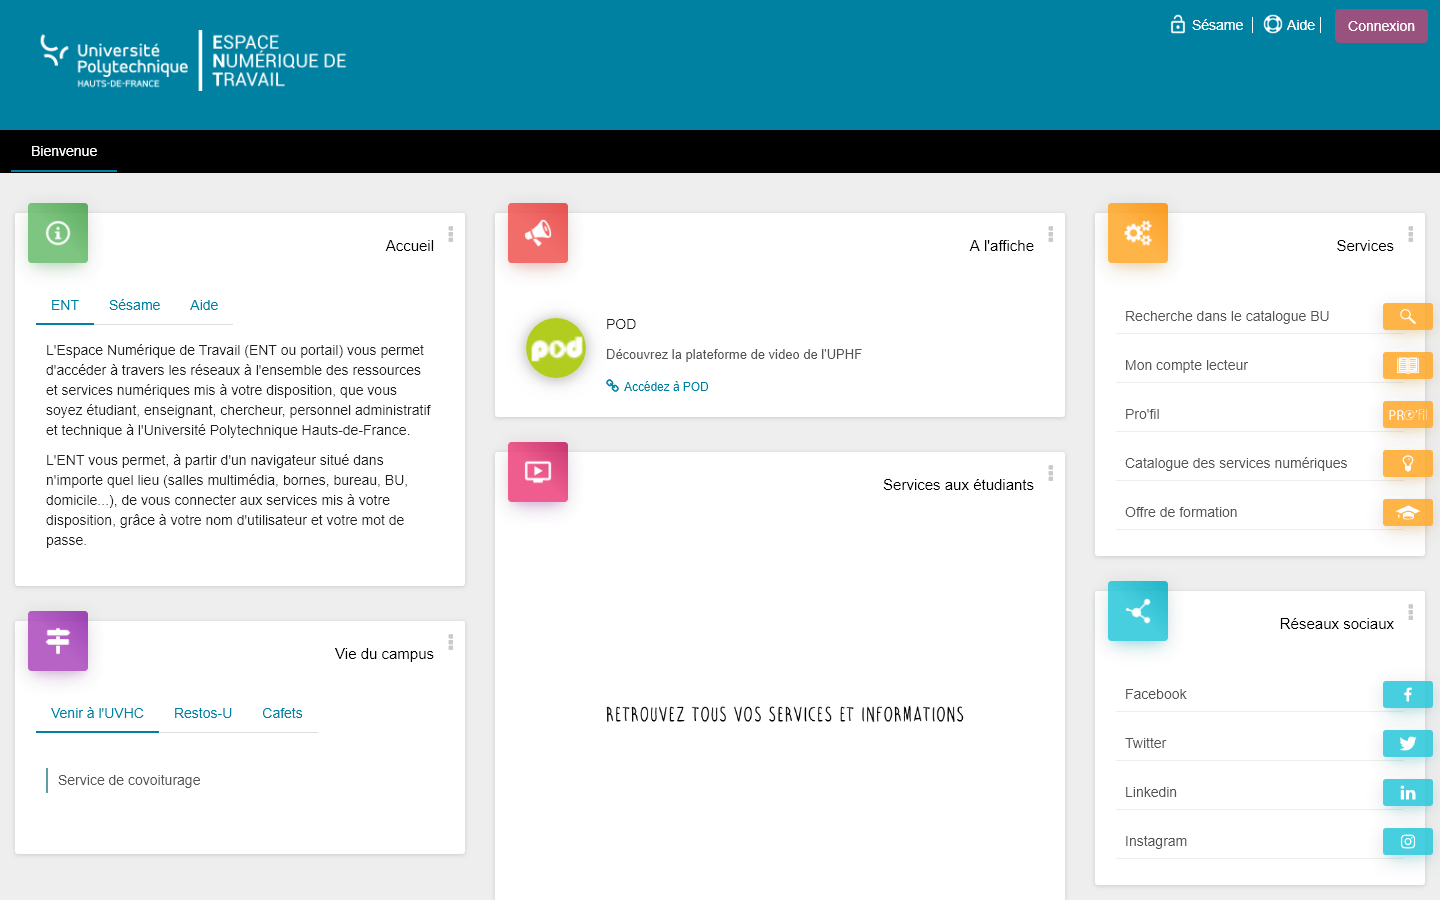 Université
Polytechnique
HAUTS-DE-FRANCE
ESPACE
NUMÉRIQUE DE
TRAVAIL
Sésame
Aide
Connexion
Bienvenue
Accueil
ENT
Sésame
Aide
L'Espace Numérique de Travail (ENT ou portail) vous permet
d'accéder à travers les réseaux à l'ensemble des ressources
et services numériques mis à votre disposition, que vous
soyez étudiant, enseignant, chercheur, personnel administratif
et technique à l'Université Polytechnique Hauts-de-France.
L'ENT vous permet, à partir d'un navigateur situé dans
n'importe quel lieu (salles multimédia, bornes, bureau, BU,
domicile...), de vous connecter aux services mis à votre
disposition, grâce à votre nom d'utilisateur et votre mot de
passe.
Vie du campus
Venir à l'UVHC
Restos-U
Cafets
Service de covoiturage
A l'affiche
pod
POD
Découvrez la plateforme de video de l'UPHF
Accédez à POD
Services aux étudiants
RETROUVEZ TOUS VOS SERVICES ET INFORMATIONS
Services
Recherche dans le catalogue BU
Mon compte lecteur
Pro'fil
PRO'fil
Catalogue des services numériques
Offre de formation
Réseaux sociaux
Facebook
Twitter
Linkedin
Instagram